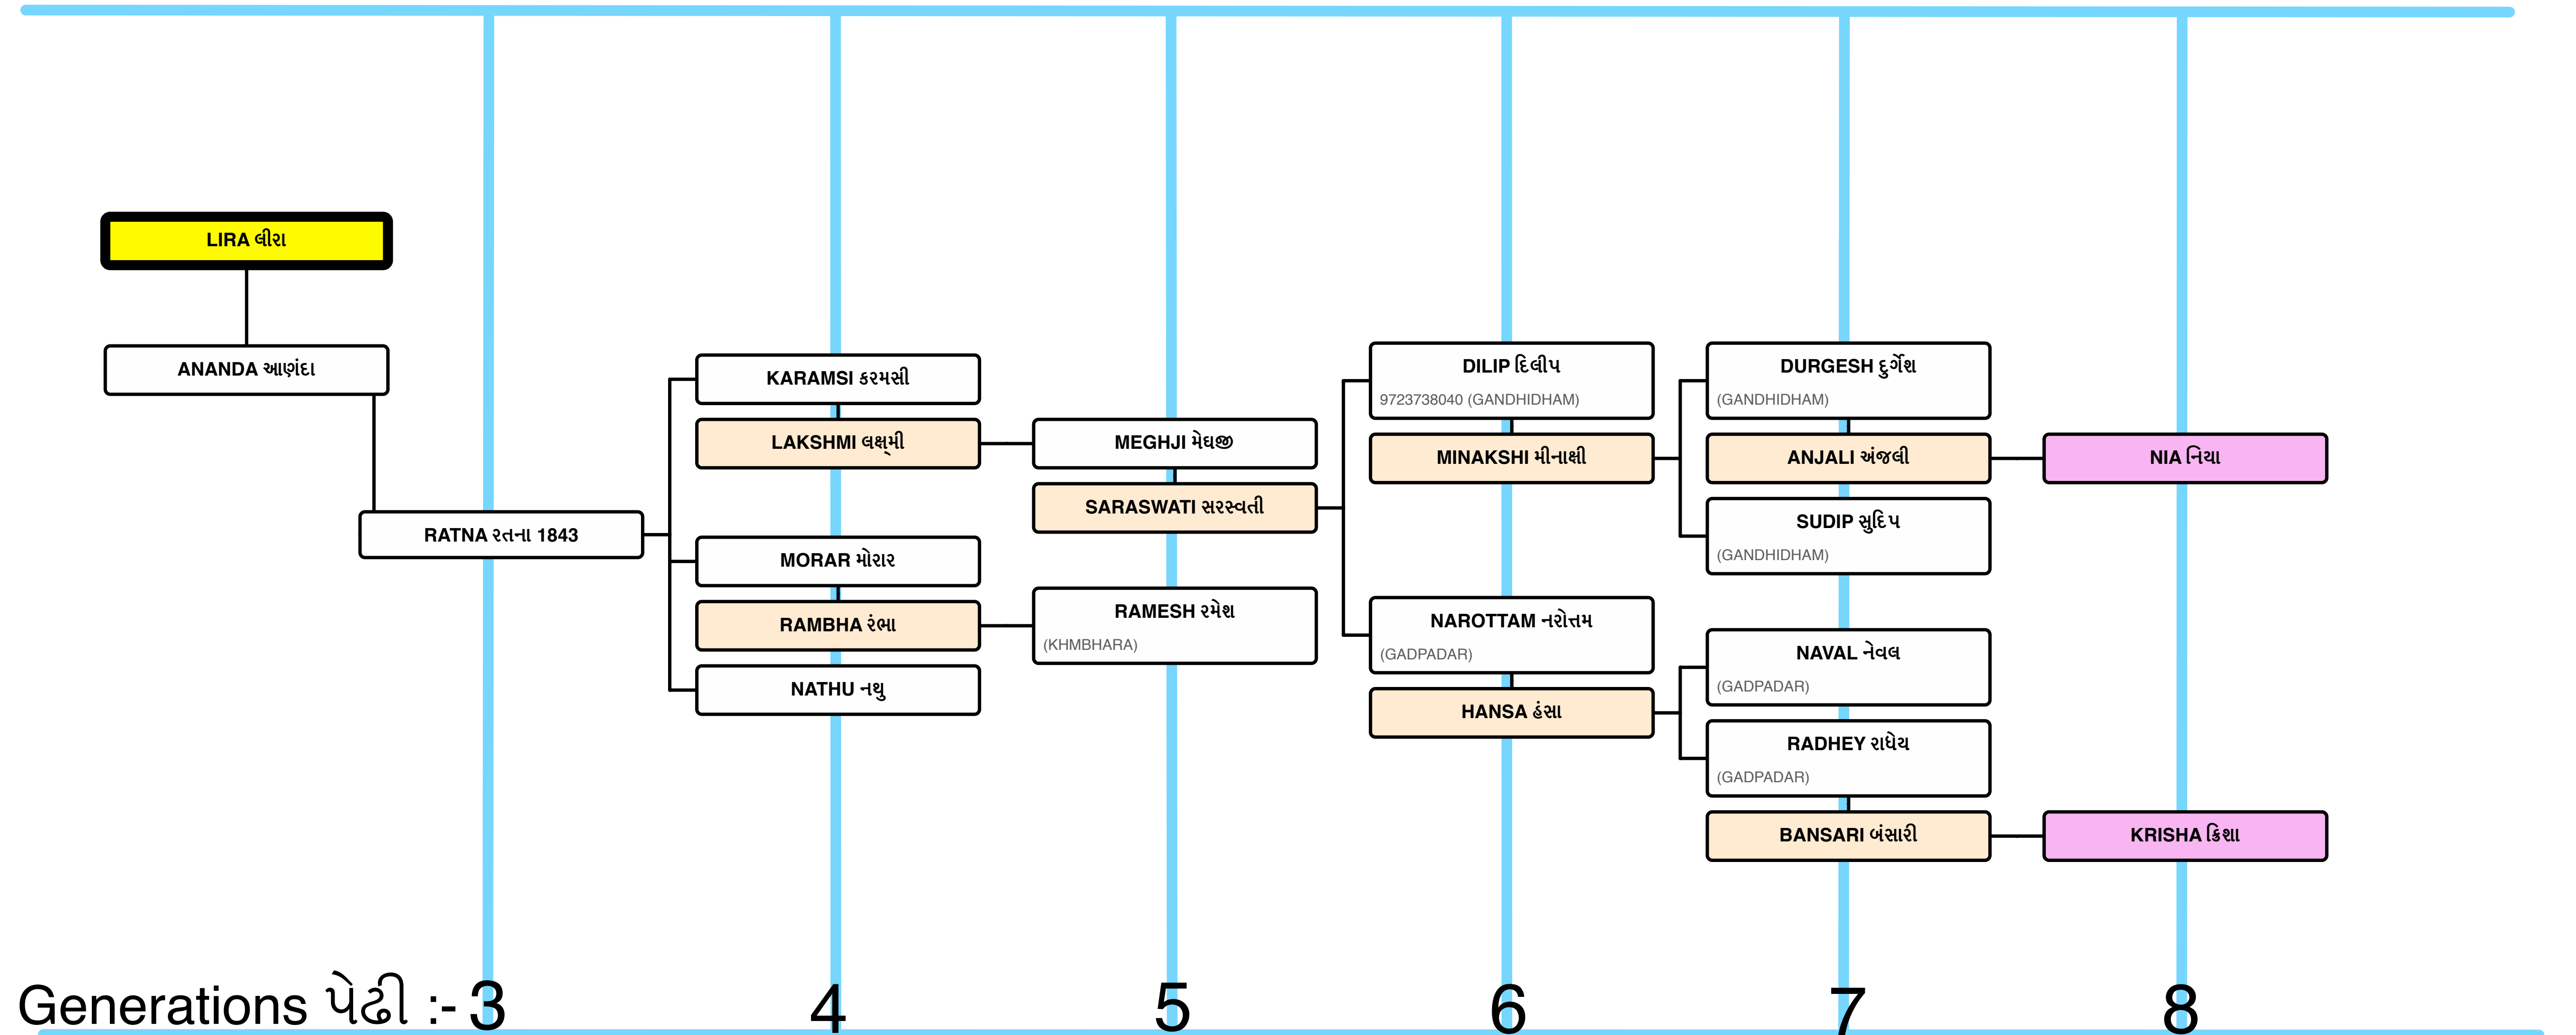 LIRA લીરા
ANANDA આણંદા
RATNA રતના 1843
KARAMSI કરમસી
LAKSHMI લક્ષ્મી
MORAR મોરાર
RAMBHA રંભા
NATHU નથુ
MEGHJI મેઘજી
SARASWATI સરસ્વતી
RAMESH રમેશ
(KHMBHARA)
DILIP દિલીપ
9723738040 (GANDHIDHAM)
MINAKSHI મીનાક્ષી
NAROTTAM નરોત્તમ
(GADPADAR)
HANSA હંસા
DURGESH દુર્ગેશ
(GANDHIDHAM)
ANJALI અંજલી
SUDIP સુદિપ
(GANDHIDHAM)
NAVAL નેવલ
(GADPADAR)
RADHEY રાધેય
(GADPADAR)
BANSARI બંસારી
NIA નિયા
KRISHA ક્રિશા
Generations પેઢી :- 3 4 5 6 7 8